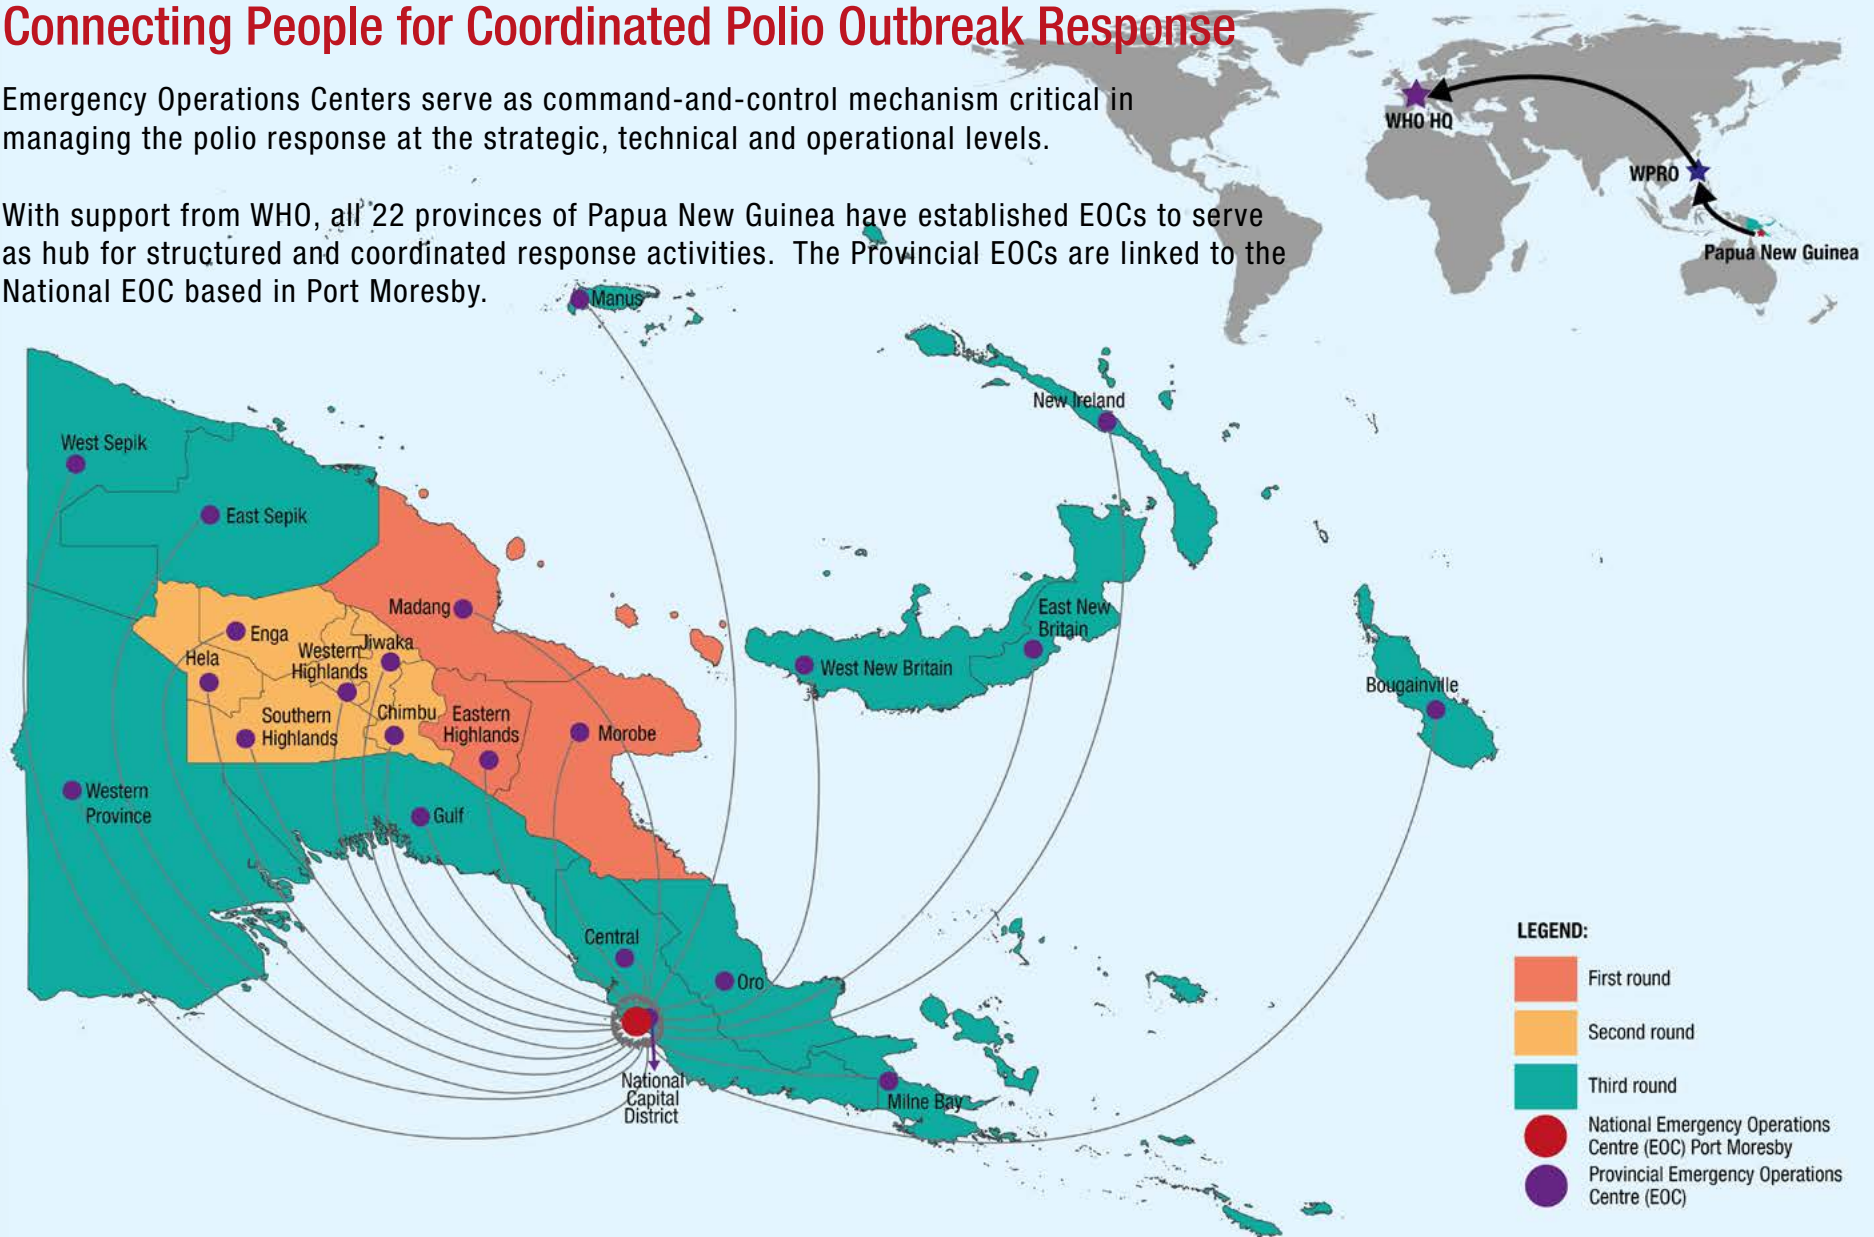 Connecting People for Coordinated Polio Outbreak Response
Emergency Operations Centers serve as command-and-control mechanism critical in
managing the polio response at the strategic, technical and operational levels.
With support from WHO, all 22 provinces of Papua New Guinea have established EOCs to serve
as hub for structured and coordinated response activities. The Provincial EOCs are linked to the
National EOC based in Port Moresby.
WHO HQ
WPRO
Papua New Guinea
Manus
New Ireland
West Sepik
East Sepik
Madang
Enga
Hela
Western
Highlands
Jiwaka
Southern
Highlands
Chimbu
Eastern
Highlands
Morobe
Western
Province
Gulf
East New
Britain
West New Britain
Bougainville
Central
Oro
National
Capital
District
Milne Bay
LEGEND:
First round
Second round
Third round
National Emergency Operations
Centre (EOC) Port Moresby
Provincial Emergency Operations
Centre (EOC)